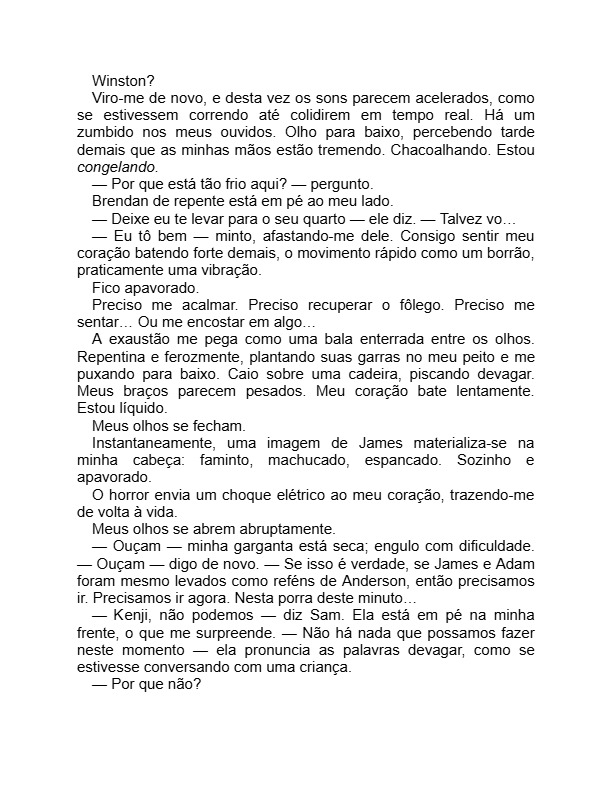 Winston?
Viro-me de novo, e desta vez os sons parecem acelerados, como
se estivessem correndo até colidirem em tempo real. Há um
zumbido nos meus ouvidos. Olho para baixo, percebendo tarde
demais que as minhas mãos estão tremendo. Chacoalhando. Estou
congelando.
— Por que está tão frio aqui? — pergunto.
Brendan de repente está em pé ao meu lado.
— Deixe eu te levar para o seu quarto — ele diz. — Talvez vo…
— Eu tô bem — minto, afastando-me dele. Consigo sentir meu
coração batendo forte demais, o movimento rápido como um borrão,
praticamente uma vibração.
Fico apavorado.
Preciso me acalmar. Preciso recuperar o fôlego. Preciso me
sentar… Ou me encostar em algo…
A exaustão me pega como uma bala enterrada entre os olhos.
Repentina e ferozmente, plantando suas garras no meu peito e me
puxando para baixo. Caio sobre uma cadeira, piscando devagar.
Meus braços parecem pesados. Meu coração bate lentamente.
Estou líquido.
Meus olhos se fecham.
Instantaneamente, uma imagem de James materializa-se na
minha cabeça: faminto, machucado, espancado. Sozinho e
apavorado.
O horror envia um choque elétrico ao meu coração, trazendo-me
de volta à vida.
Meus olhos se abrem abruptamente.
— Ouçam — minha garganta está seca; engulo com dificuldade.
— Ouçam — digo de novo. — Se isso é verdade, se James e Adam
foram mesmo levados como reféns de Anderson, então precisamos
ir. Precisamos ir agora. Nesta porra deste minuto…
— Kenji, não podemos — diz Sam. Ela está em pé na minha
frente, o que me surpreende. — Não há nada que possamos fazer
neste momento — ela pronuncia as palavras devagar, como se
estivesse conversando com uma criança.
— Por que não?